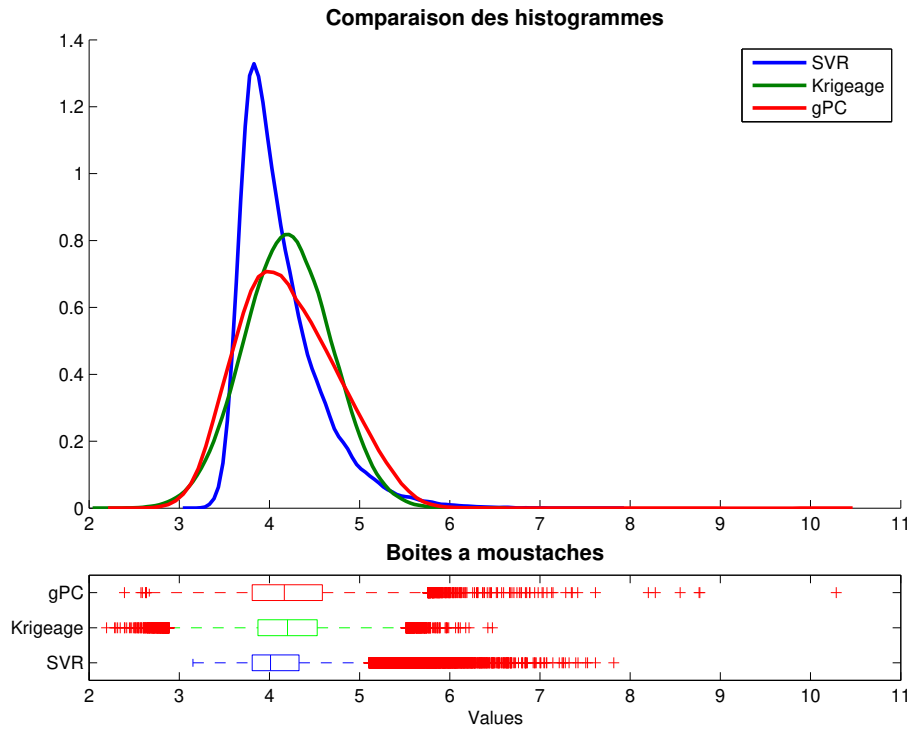 Comparaison des histogrammes
1.4
1.2
1
0.8
0.6
0.4
0.2
0
2 3 4 5 6 7 8 9 10 11
SVR
Krigeage
gPC
Boites a moustaches
gPC
Krigeage
SVR
2 3 4 5 6 7 8 9 10 11
Values